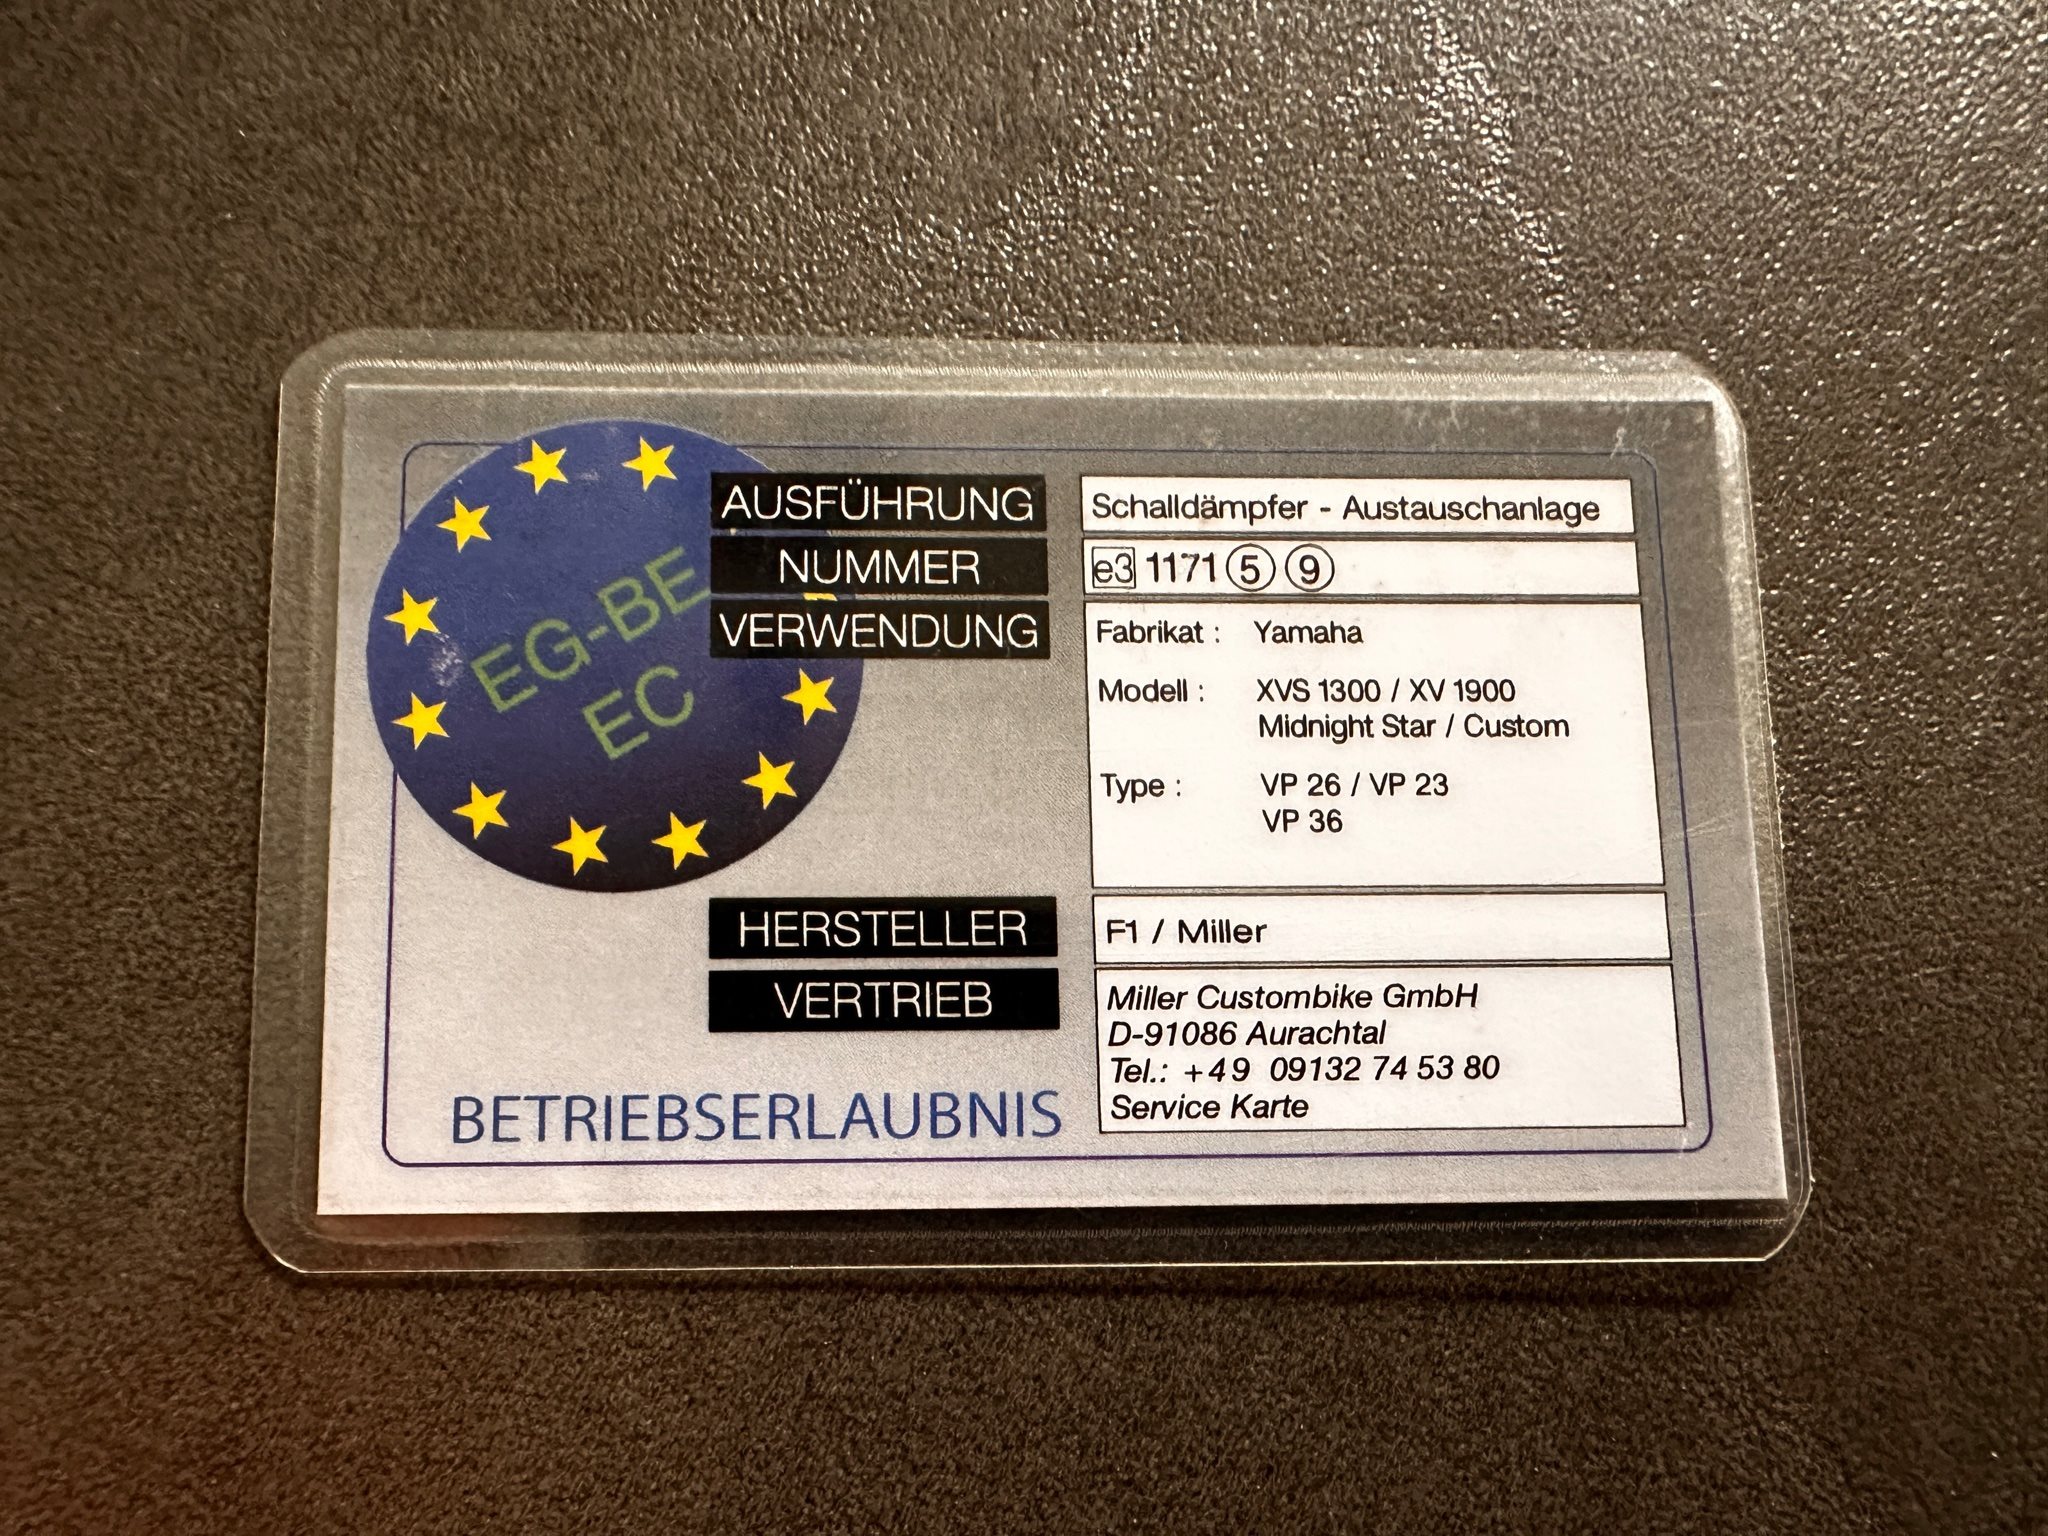 EG-BE
EC
AUSFÜHRUNG Schalldämpfer - Austauschanlage
NUMMER e3 1171 5 9
VERWENDUNG Fabrikat : Yamaha
Modell : XVS 1300 / XV 1900
Midnight Star / Custom
Type : VP 26 / VP 23
VP 36
HERSTELLER F1 / Miller
VERTRIEB Miller Custombike GmbH
D-91086 Aurachtal
Tel.: +49 09132 74 53 80
Service Karte
BETRIEBSERLAUBNIS